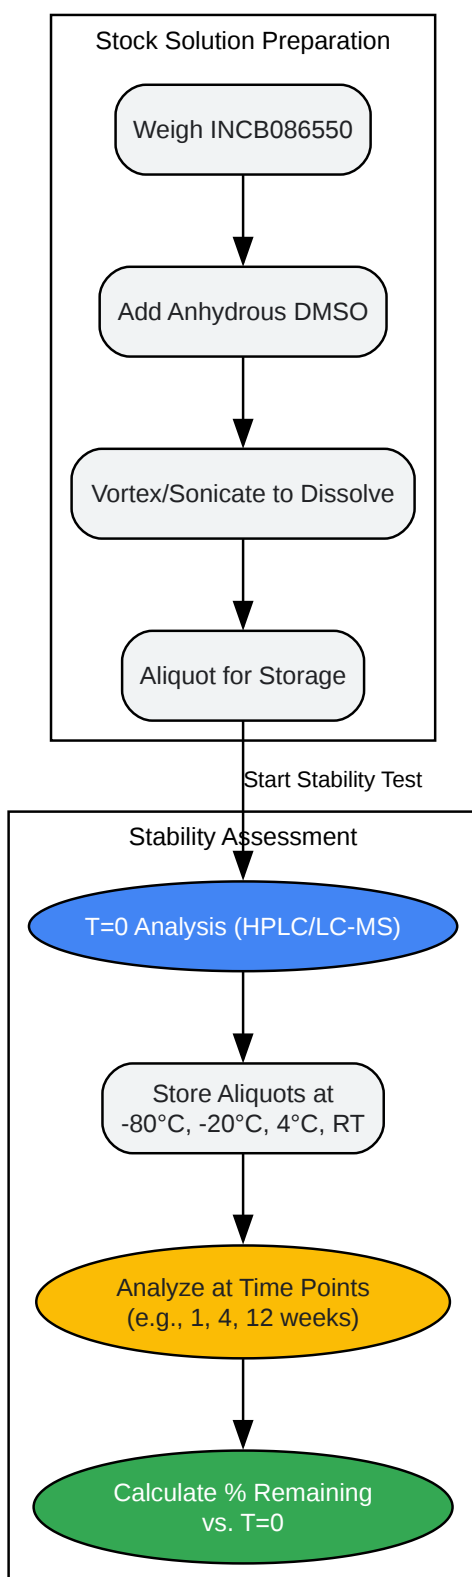 Stock Solution Preparation
Weigh INCB086550
Add Anhydrous DMSO
Vortex/Sonicate to Dissolve
Aliquot for Storage
Start Stability Test
Stability Assessment
T=0 Analysis (HPLC/LC-MS)
Store Aliquots at
-80°C, -20°C, 4°C, RT
Analyze at Time Points
(e.g., 1, 4, 12 weeks)
Calculate % Remaining
vs. T=0